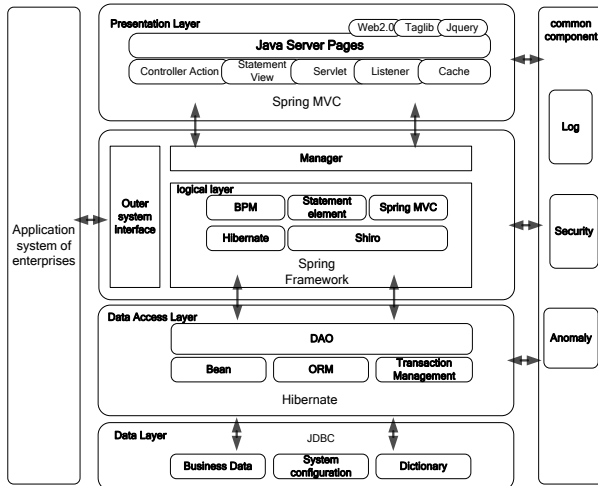 Presentation Layer
Web2.0
Taglib
Jquery
Java Server Pages
Controller Action
Statement
View
Servlet
Listener
Cache
Spring MVC
common
component
Log
Security
Anomaly
Application
system of
enterprises
Outer
system
Interface
Manager
logical layer
BPM
Statement
element
Spring MVC
Hibernate
Shiro
Spring
Framework
Data Access Layer
DAO
Bean
ORM
Transaction
Management
Hibernate
Data Layer
JDBC
Business Data
System
configuration
Dictionary